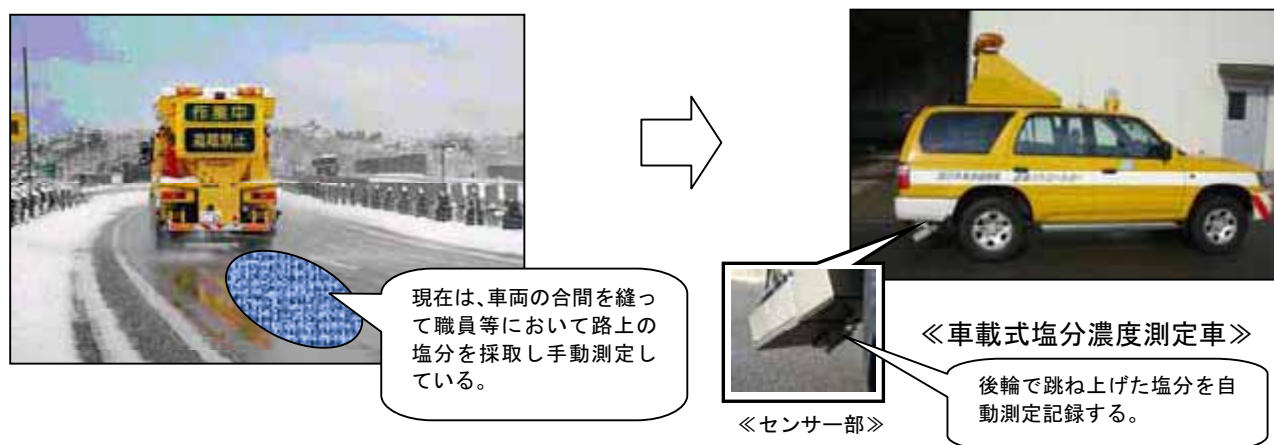 作業中
追越禁止
現在は、車両の合間を縫っ
て職員等において路上の
塩分を採取し手動測定し
ている。
≪車載式塩分濃度測定車≫
後輪で跳ね上げた塩分を自
動測定記録する。
≪センサー部≫